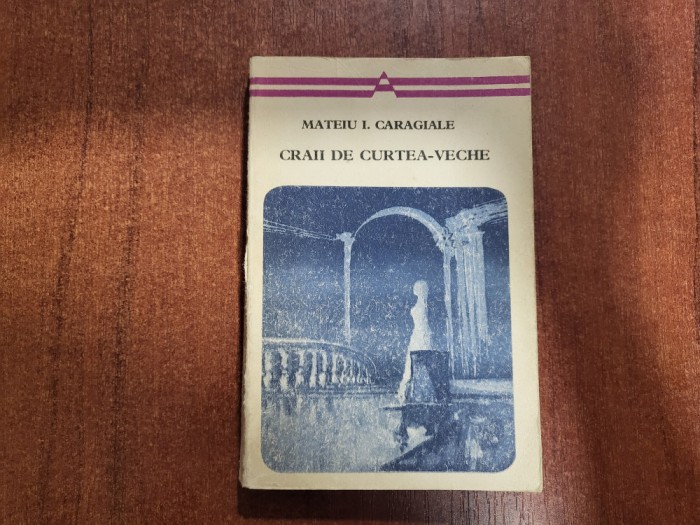 A
MATEIU I. CARAGIALE
CRAII DE CURTEA-VECHE